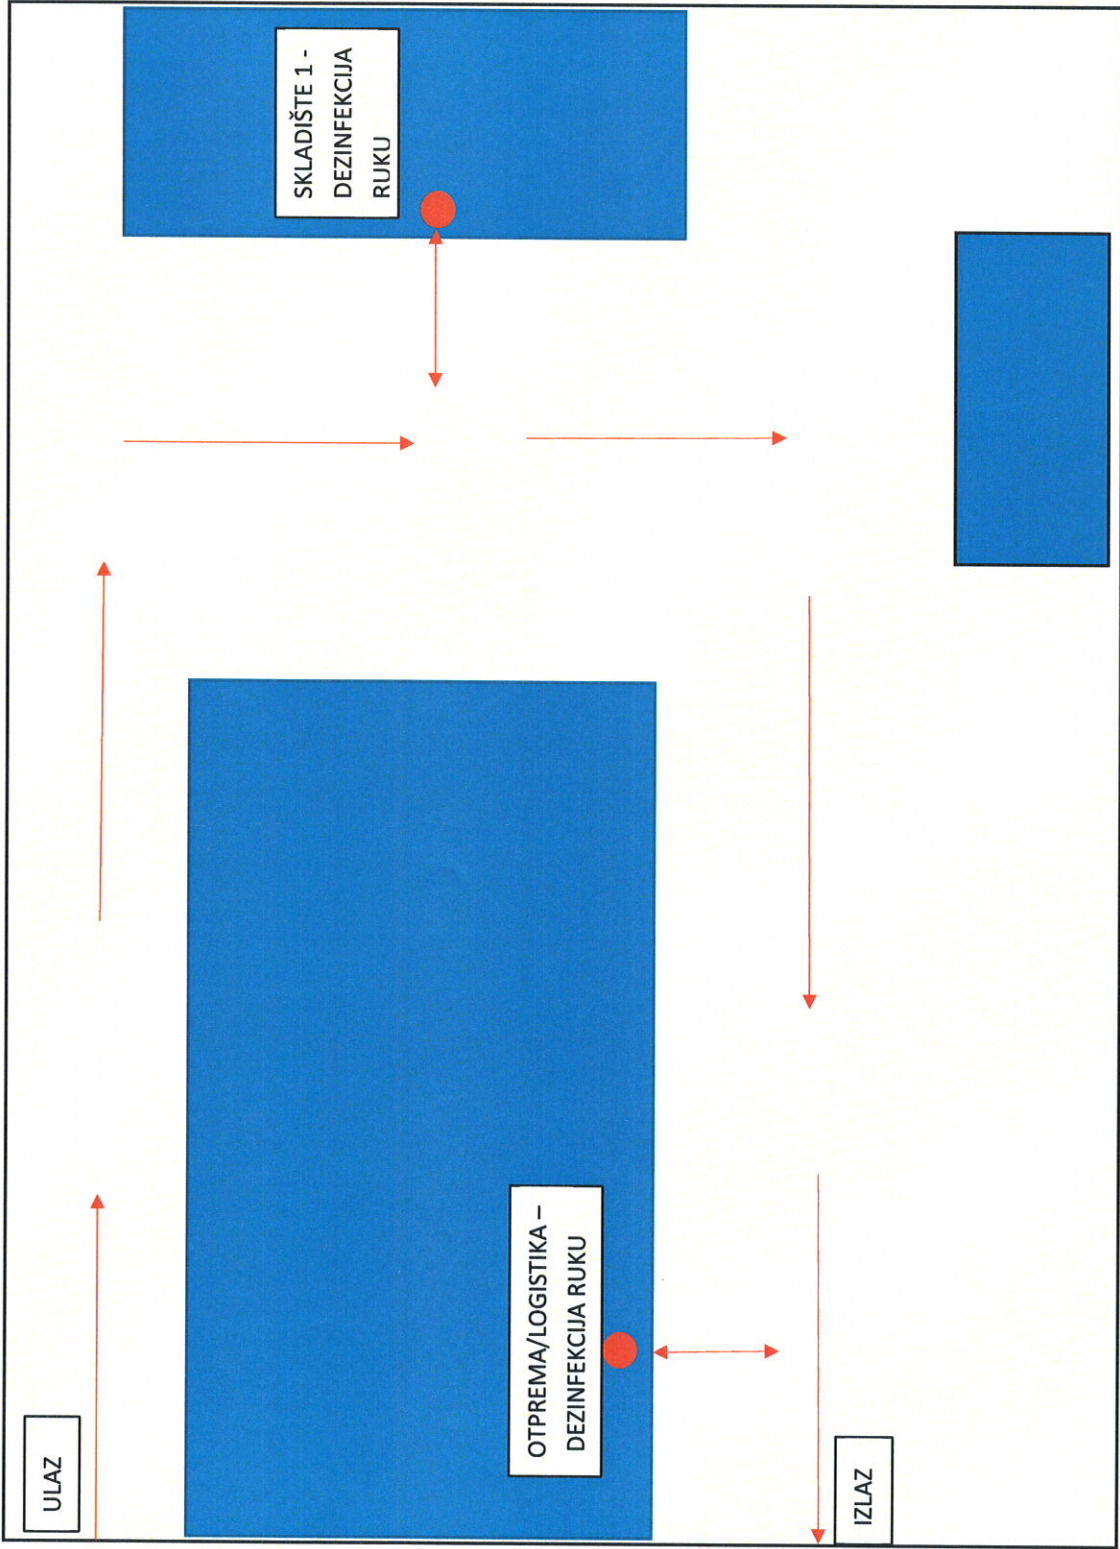 ULAZ
SKLADIŠTE 1 -
DEZINFEKCIJA
RUKU
OTPREMA/LOGISTIKA –
DEZINFEKCIJA RUKU
IZLAZ